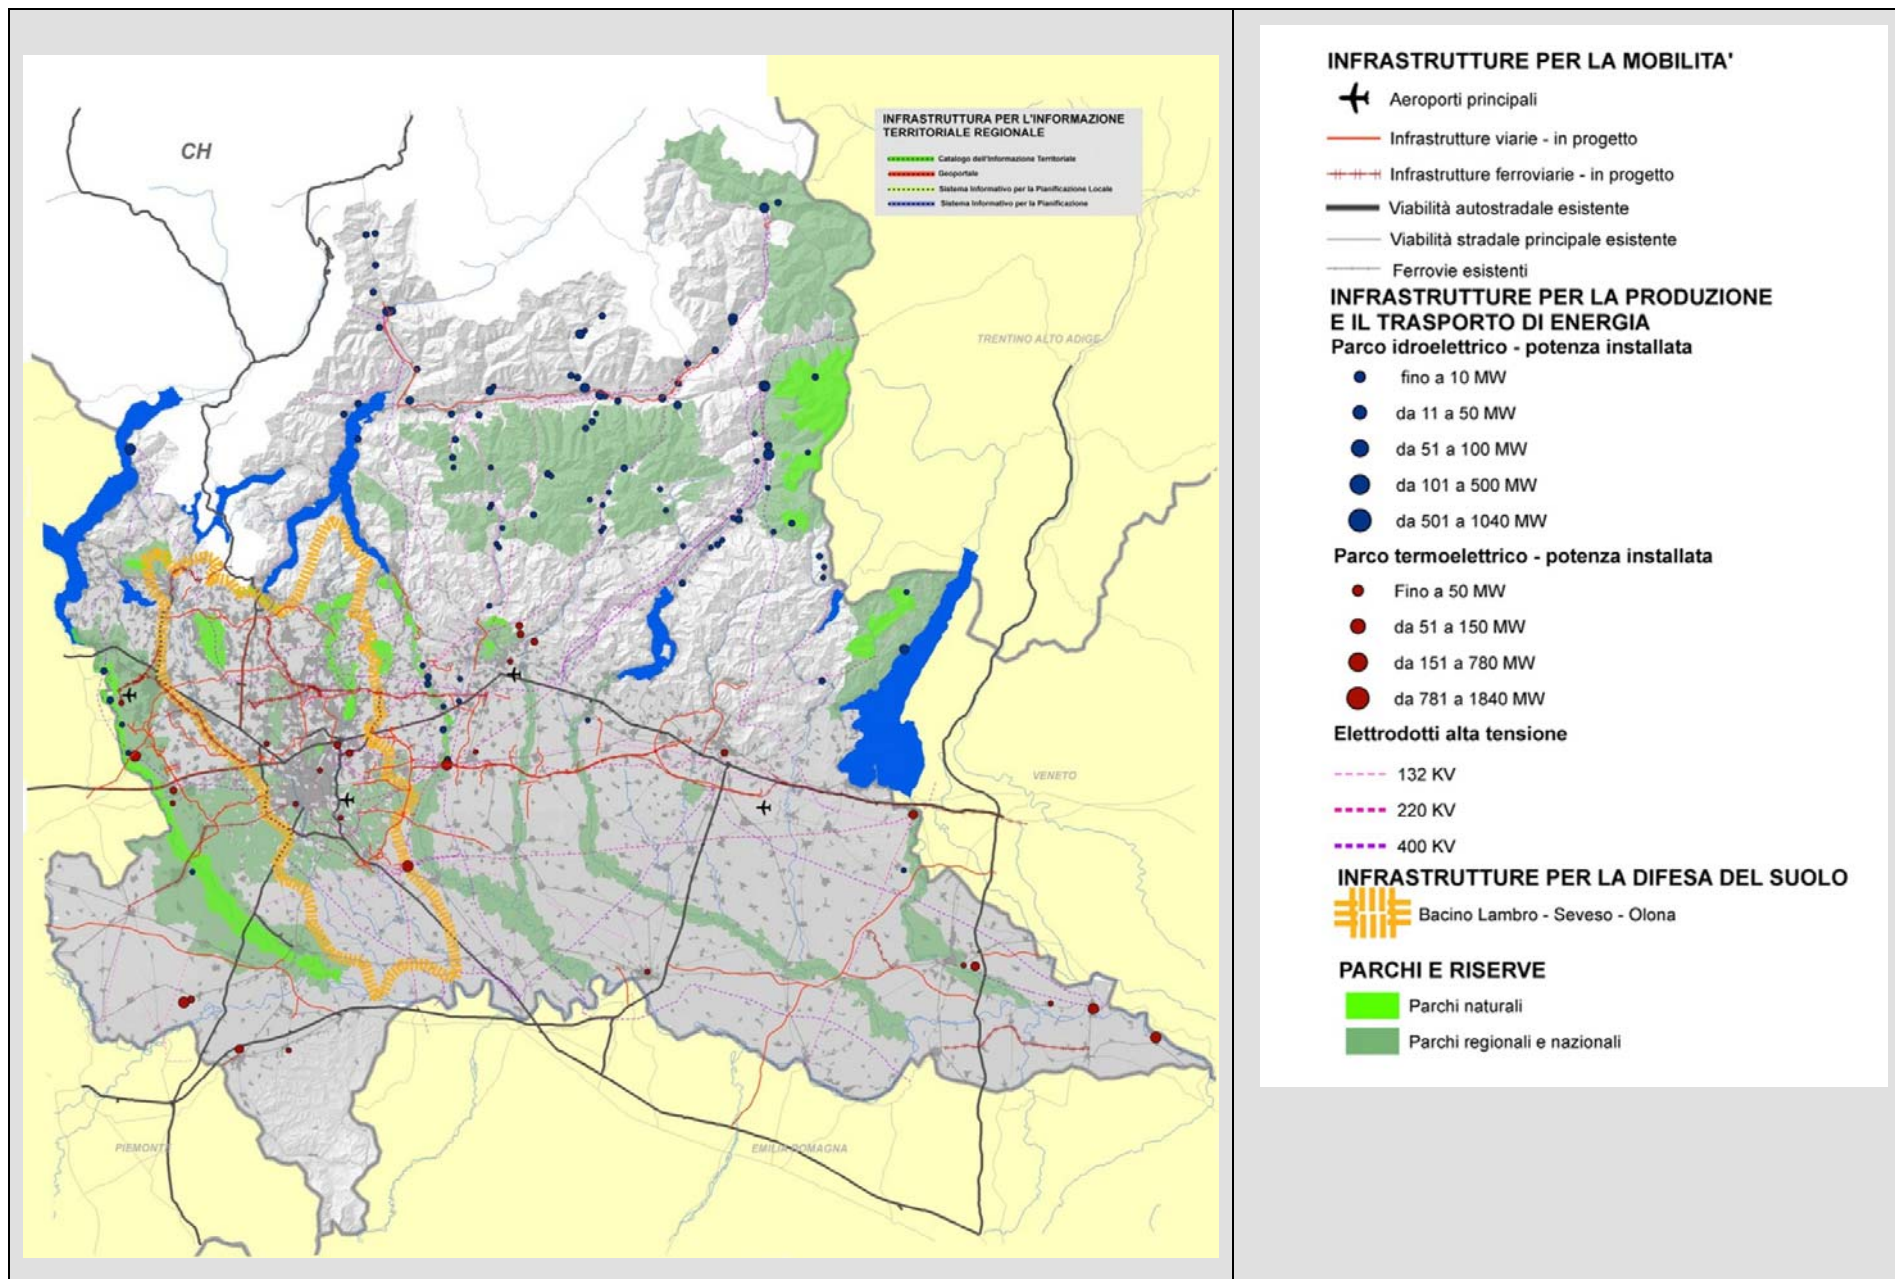 CH
INFRASTRUTTURA PER L'INFORMAZIONE
TERRITORIALE REGIONALE
Catalogo dell'Informazione Territoriale
Geoportale
Sistema Informativo per la Pianificazione Locale
Sistema Informativo per la Pianificazione
TRENTINO ALTO ADIGE
VENETO
PIEMONTE
EMILIA ROMAGNA
INFRASTRUTTURE PER LA MOBILITA'
Aeroporti principali
Infrastrutture viarie - in progetto
Infrastrutture ferroviarie - in progetto
Viabilità autostradale esistente
Viabilità stradale principale esistente
Ferrovie esistenti
INFRASTRUTTURE PER LA PRODUZIONE
E IL TRASPORTO DI ENERGIA
Parco idroelettrico - potenza installata
fino a 10 MW
da 11 a 50 MW
da 51 a 100 MW
da 101 a 500 MW
da 501 a 1040 MW
Parco termoelettrico - potenza installata
Fino a 50 MW
da 51 a 150 MW
da 151 a 780 MW
da 781 a 1840 MW
Elettrodotti alta tensione
132 KV
220 KV
400 KV
INFRASTRUTTURE PER LA DIFESA DEL SUOLO
Bacino Lambro - Seveso - Olona
PARCHI E RISERVE
Parchi naturali
Parchi regionali e nazionali